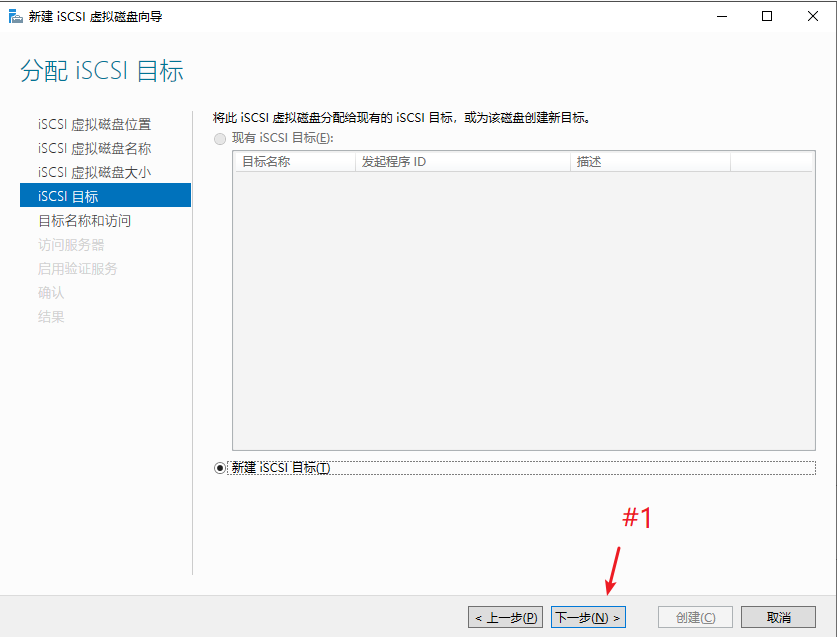 新建 iSCSI 虚拟磁盘向导
分配 iSCSI 目标
iSCSI 虚拟磁盘位置
iSCSI 虚拟磁盘名称
iSCSI 虚拟磁盘大小
iSCSI 目标
目标名称和访问
访问服务器
启用验证服务
确认
结果
将此 iSCSI 虚拟磁盘分配给现有的 iSCSI 目标，或为该磁盘创建新目标。
现有 iSCSI 目标(E):
目标名称 发起程序 ID 描述
新建 iSCSI 目标(T)
#1
< 上一步(P) 下一步(N) > 创建(C) 取消